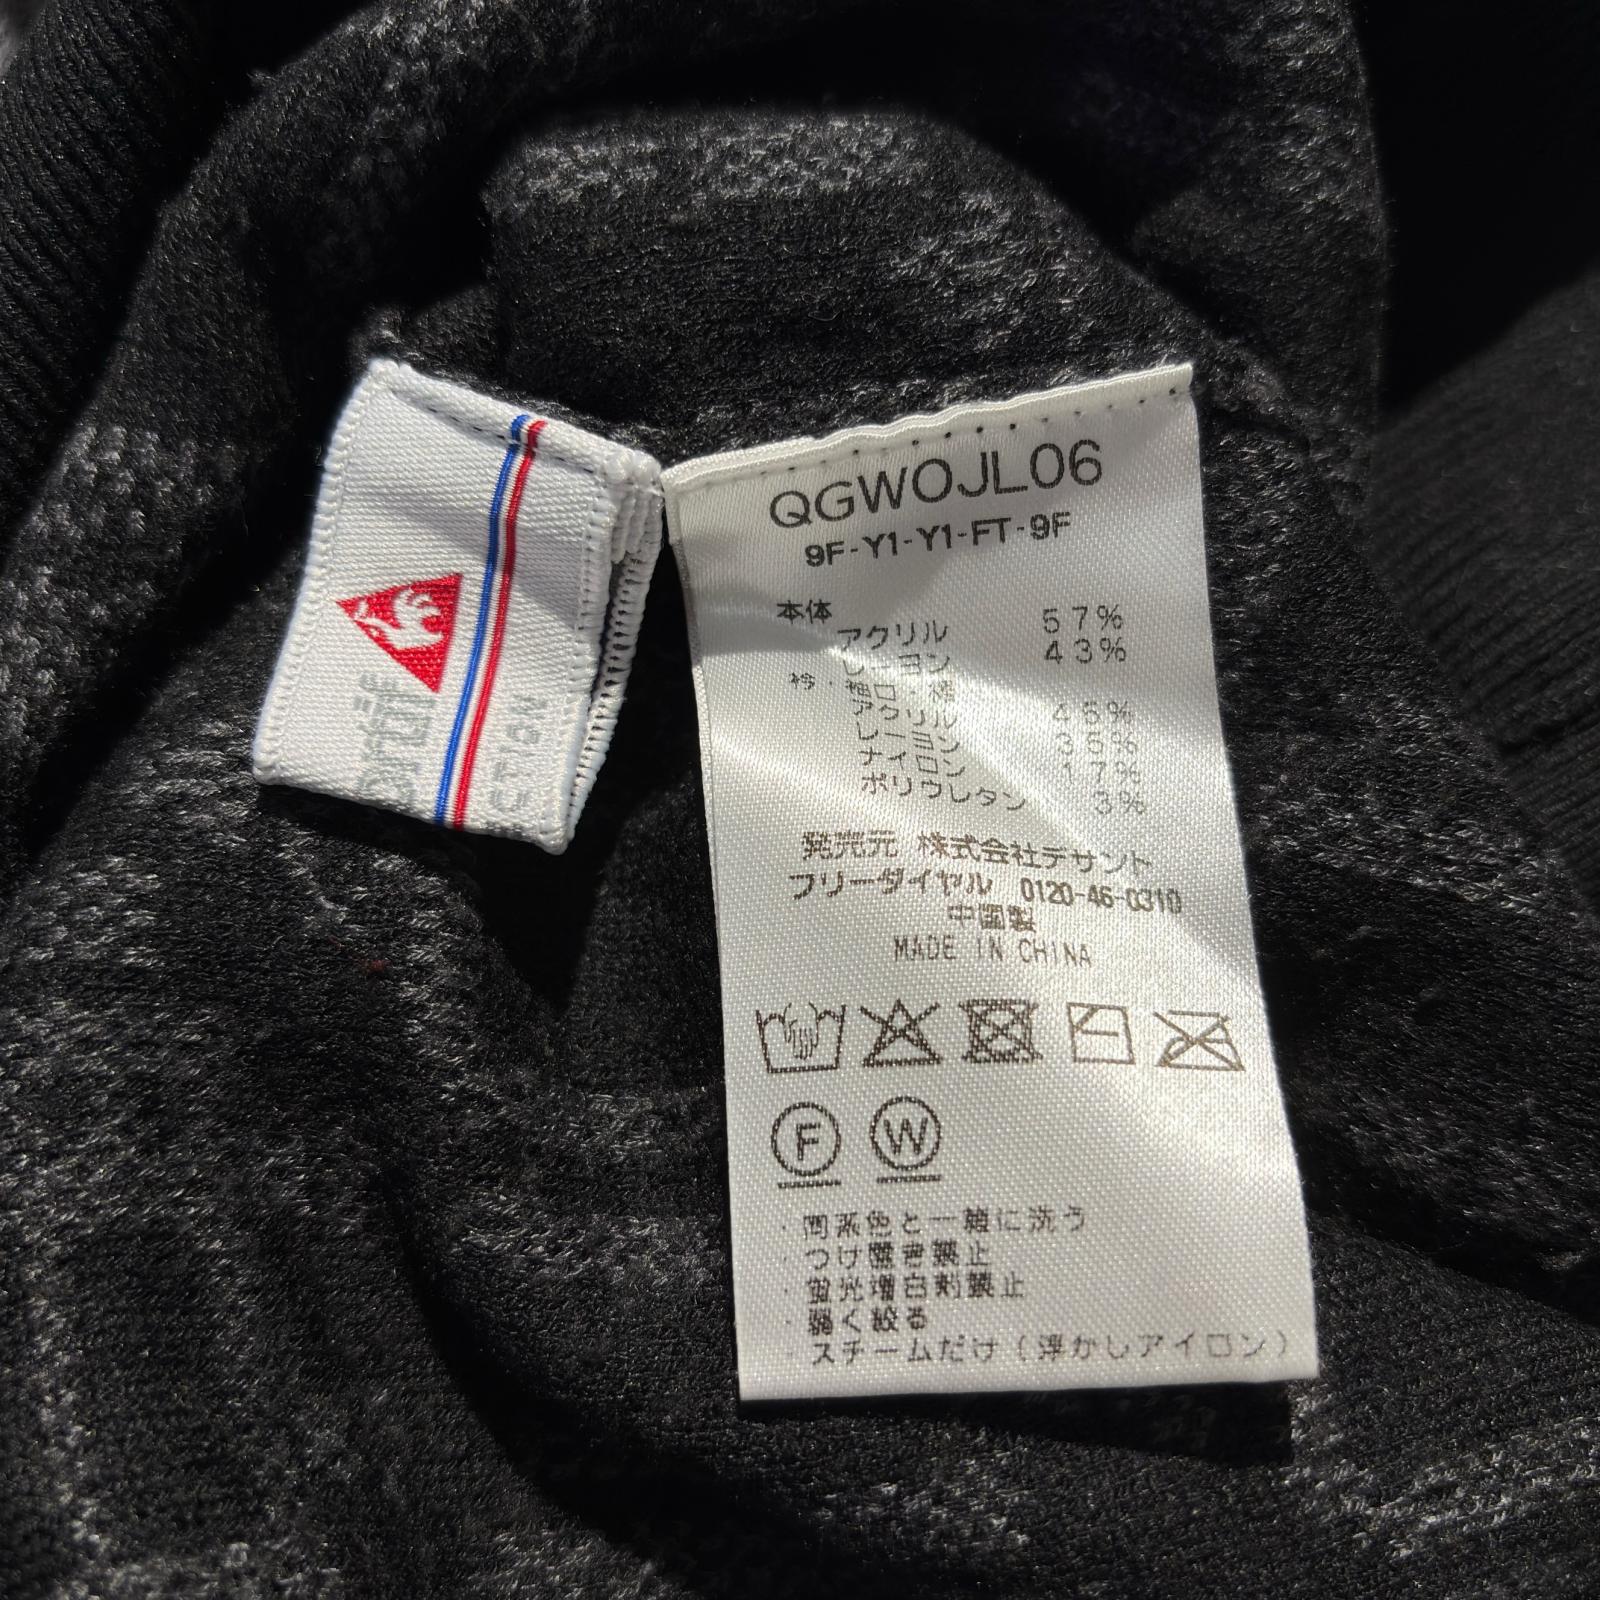 QGWOJL06
9F-Y1-Y1-FT-9F
本体
アクリル 57%
レーヨン 43%
衿・袖口・裾
アクリル 45%
レーヨン 35%
ナイロン 17%
ポリウレタン 3%
発売元 株式会社デサント
フリーダイヤル 0120-46-0310
中国製
MADE IN CHINA
F W
・同系色と一緒に洗う
・つけ置き禁止
・蛍光増白剤禁止
・弱く絞る
・スチームだけ(浮かしアイロン)